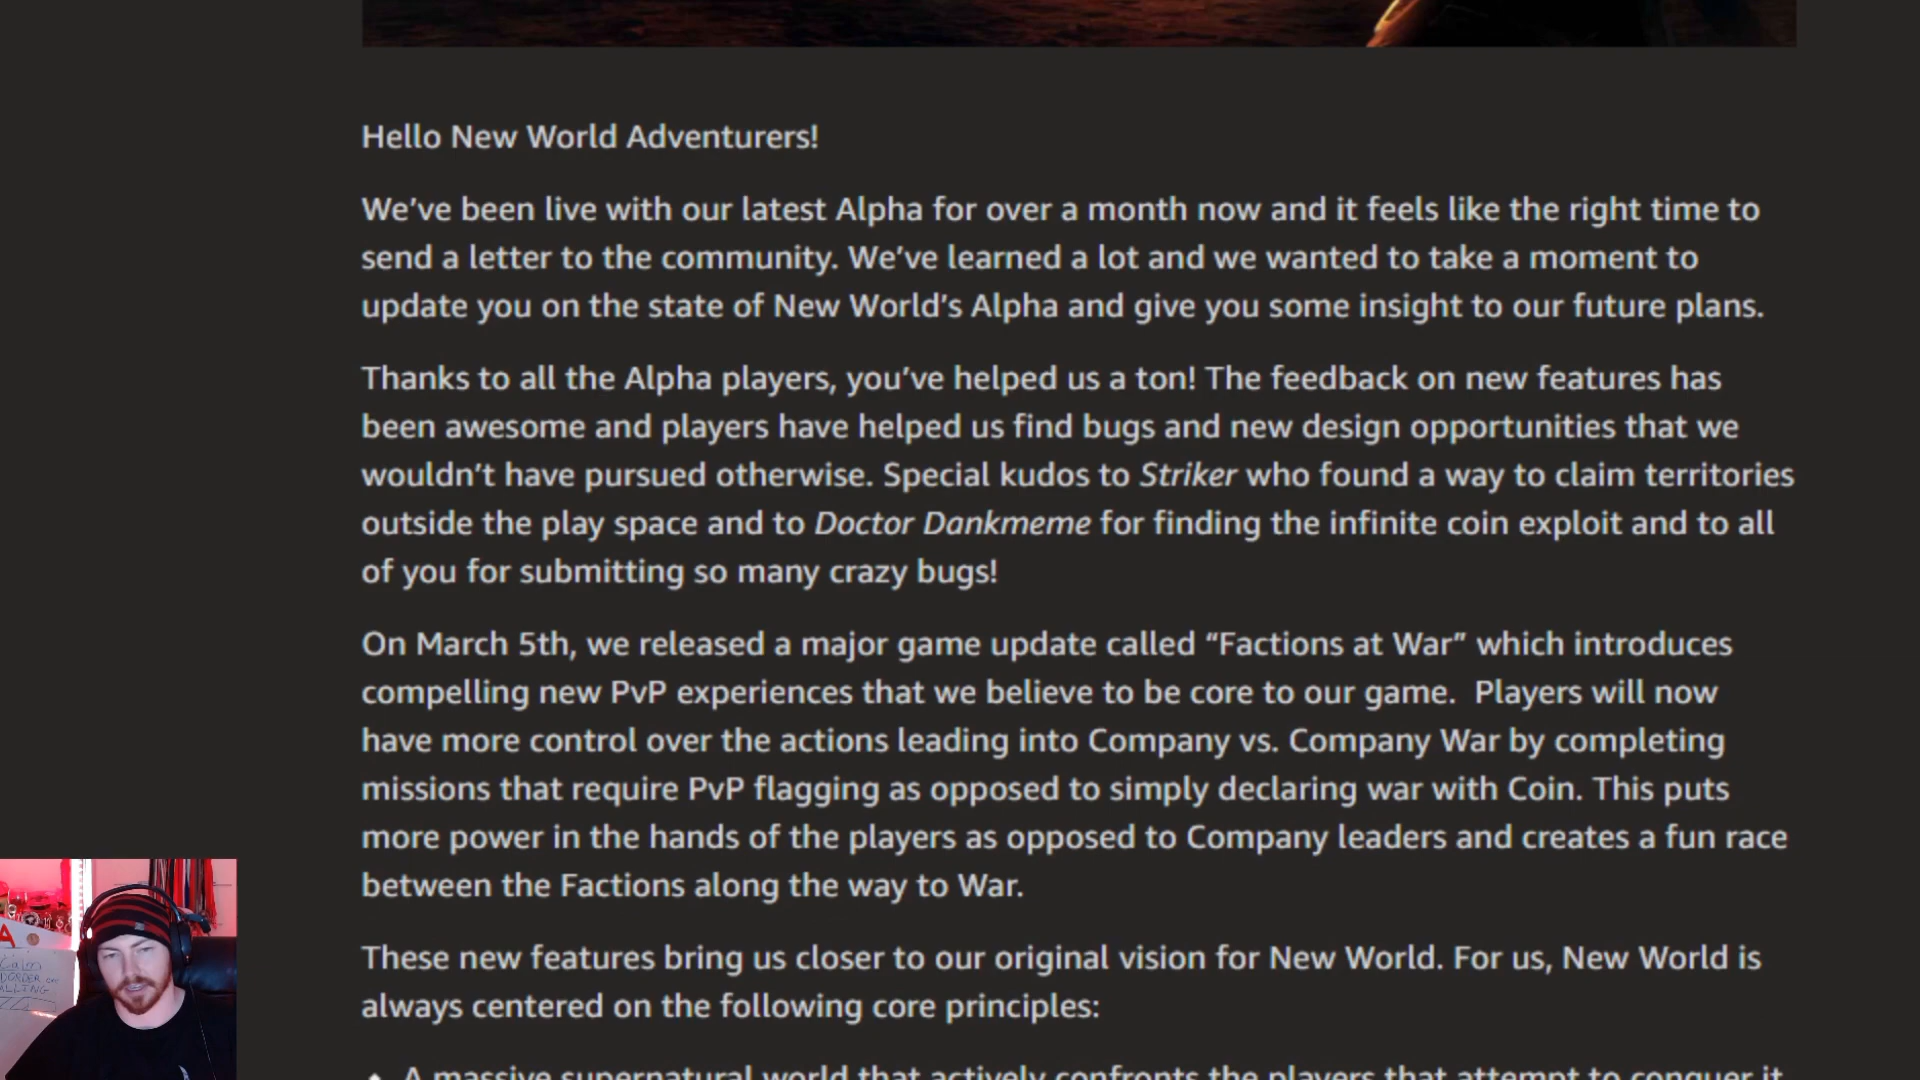 Hello New World Adventurers!
We’ve been live with our latest Alpha for over a month now and it feels like the right time to
send a letter to the community. We’ve learned a lot and we wanted to take a moment to
update you on the state of New World’s Alpha and give you some insight to our future plans.
Thanks to all the Alpha players, you’ve helped us a ton! The feedback on new features has
been awesome and players have helped us find bugs and new design opportunities that we
wouldn’t have pursued otherwise. Special kudos to Striker who found a way to claim territories
outside the play space and to Doctor Dankmeme for finding the infinite coin exploit and to all
of you for submitting so many crazy bugs!
On March 5th, we released a major game update called “Factions at War” which introduces
compelling new PvP experiences that we believe to be core to our game.  Players will now
have more control over the actions leading into Company vs. Company War by completing
missions that require PvP flagging as opposed to simply declaring war with Coin. This puts
more power in the hands of the players as opposed to Company leaders and creates a fun race
between the Factions along the way to War.
These new features bring us closer to our original vision for New World. For us, New World is
always centered on the following core principles:
A massive supernatural world that actively confronts the players that attempt to conquer it